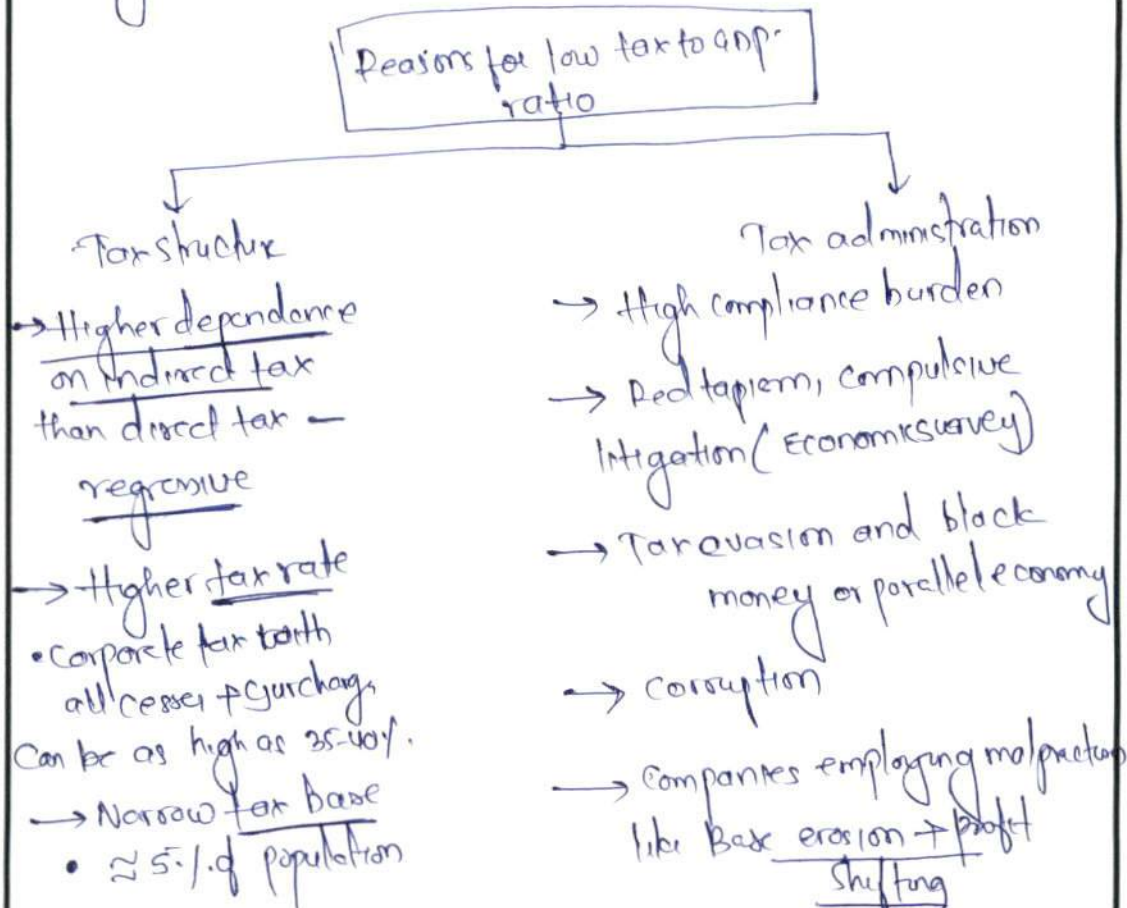 Reasons for low tax to GDP.
ratio
Tax structure
→ Higher dependence
on indirect tax
than direct tax —
regressive
→ Higher tax rate
• Corporate tax with
all cesses + surcharges
Can be as high as 35-40%.
→ Narrow tax base
• ≈ 5% of population
Tax administration
→ High compliance burden
→ Red tapism, compulsive
litigation (Economic survey)
→ Tax evasion and black
money or parallel economy
→ corruption
→ Companies employing malpractices
like Base erosion + profit
shifting